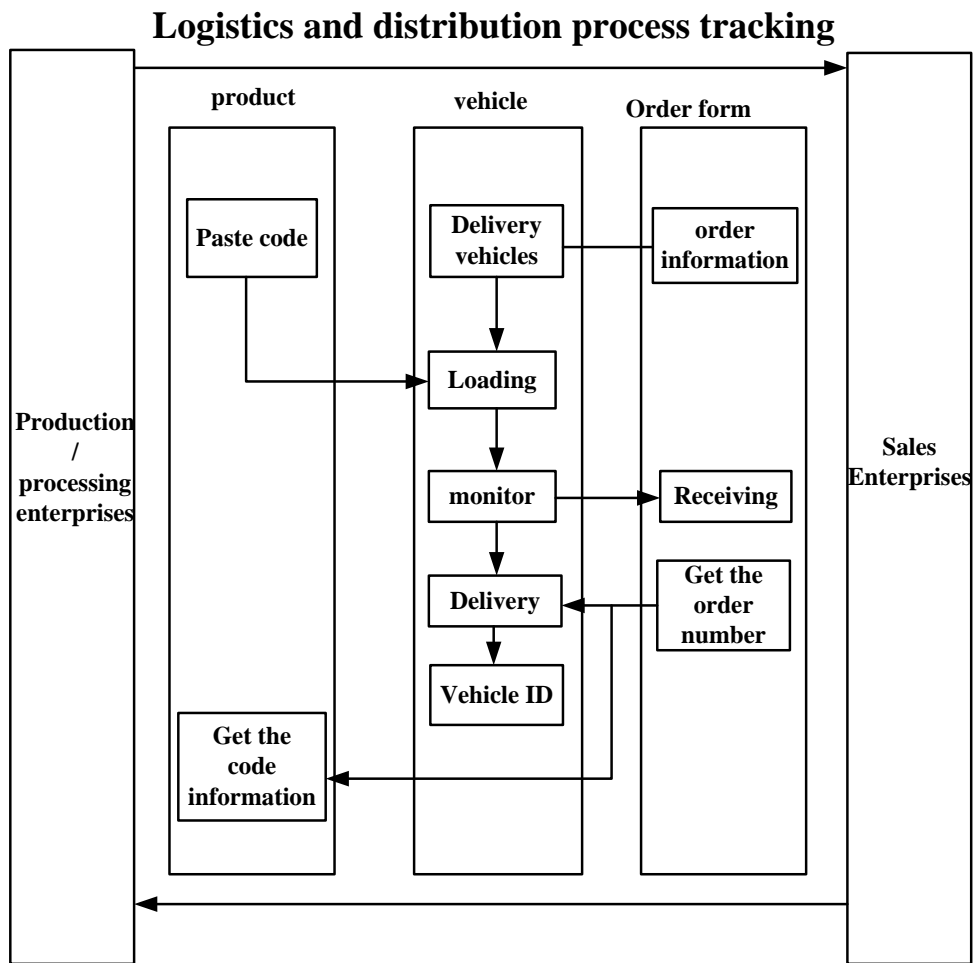 Logistics and distribution process tracking
product
vehicle
Order form
Paste code
Delivery
vehicles
order
information
Loading
Production
/
processing
enterprises
Sales
Enterprises
monitor
Receiving
Delivery
Get the
order
number
Vehicle ID
Get the
code
information